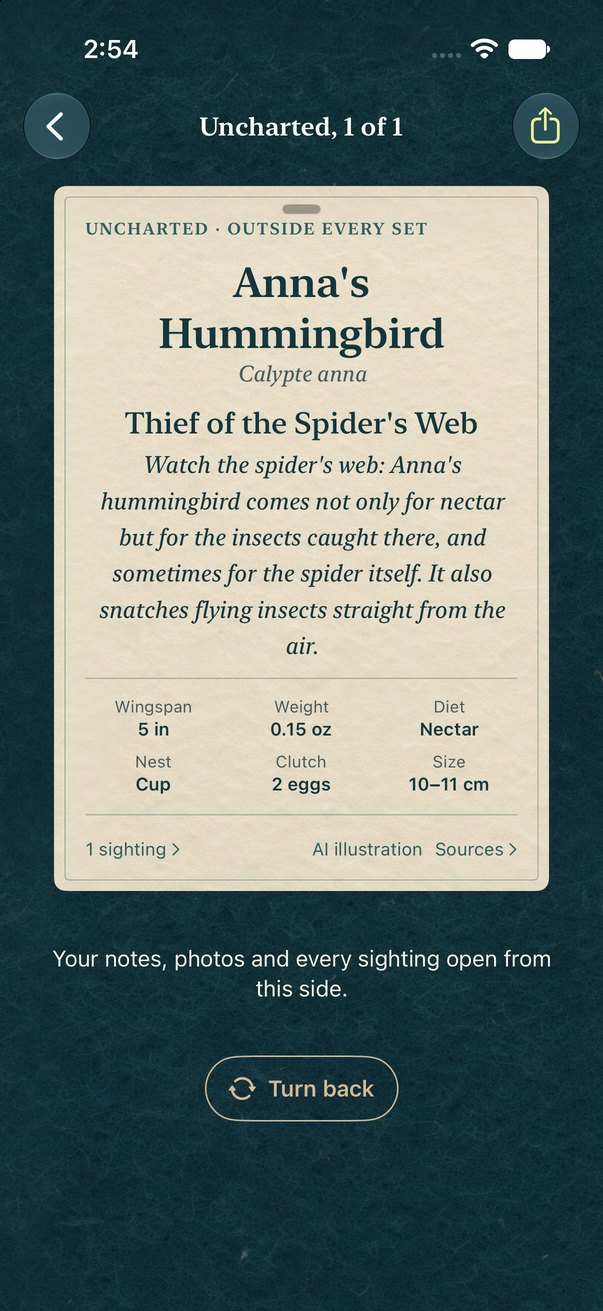 2:54
Uncharted, 1 of 1
UNCHARTED · OUTSIDE EVERY SET
Anna's
Hummingbird
Calypte anna
Thief of the Spider's Web
Watch the spider's web: Anna's
hummingbird comes not only for nectar
but for the insects caught there, and
sometimes for the spider itself. It also
snatches flying insects straight from the
air.
Wingspan Weight Diet
5 in 0.15 oz Nectar
Nest Clutch Size
Cup 2 eggs 10–11 cm
1 sighting AI illustration Sources
Your notes, photos and every sighting open from
this side.
Turn back